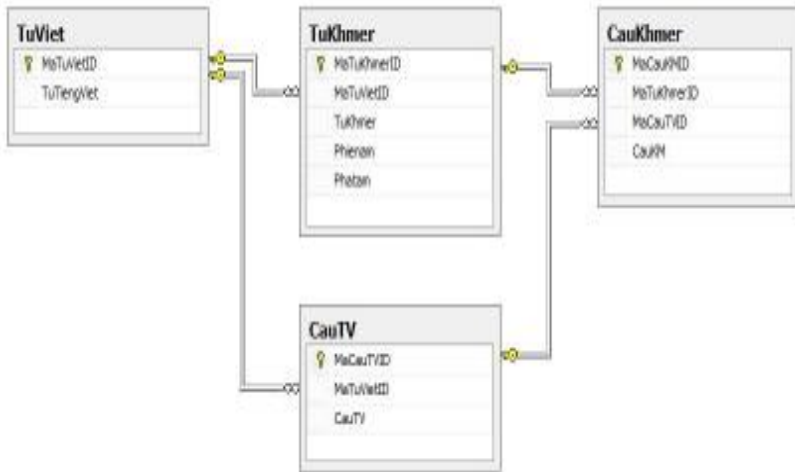 TuViet
MaTuVietID
TuTiengViet
TuKhmer
MaTuKhmerID
MaTuVietID
TuKhmer
Phienam
Phatam
CauKhmer
MaCauKMID
MaTuKhmerID
MaCauTVID
CauKM
CauTV
MaCauTVID
MaTuVietID
CauTV